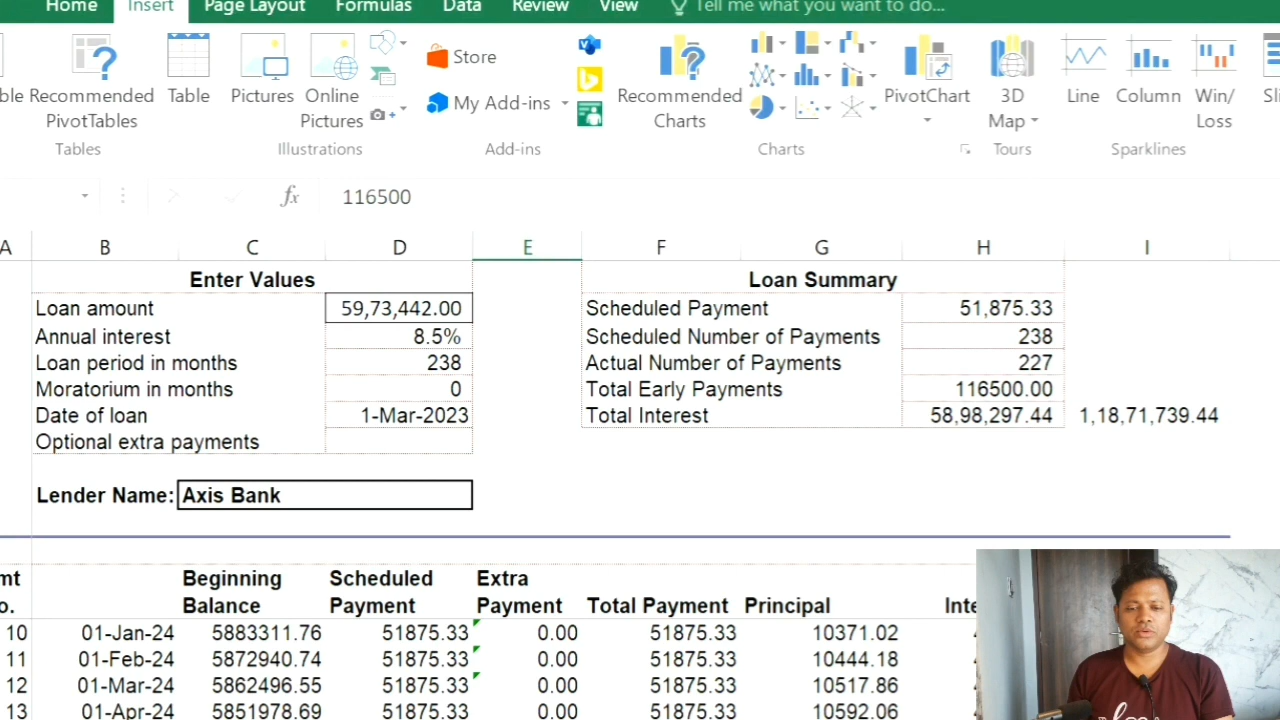 Home Insert Page Layout Formulas Data Review View Tell me what you want to do...
Recommended PivotTables
Table
Pictures
Online Pictures
Store
My Add-ins
Recommended Charts
PivotChart
3D Map
Line
Column
Win/ Loss
Tables Illustrations Add-ins Charts Tours Sparklines
fx 116500
A B C D E F G H I
Enter Values Loan Summary
Loan amount 59,73,442.00 Scheduled Payment 51,875.33
Annual interest 8.5% Scheduled Number of Payments 238
Loan period in months 238 Actual Number of Payments 227
Moratorium in months 0 Total Early Payments 116500.00
Date of loan 1-Mar-2023 Total Interest 58,98,297.44 1,18,71,739.44
Optional extra payments
Lender Name: Axis Bank
Beginning Scheduled Extra
Balance Payment Payment Total Payment Principal
10 01-Jan-24 5883311.76 51875.33 0.00 51875.33 10371.02
11 01-Feb-24 5872940.74 51875.33 0.00 51875.33 10444.18
12 01-Mar-24 5862496.55 51875.33 0.00 51875.33 10517.86
13 01-Apr-24 5851978.69 51875.33 0.00 51875.33 10592.06